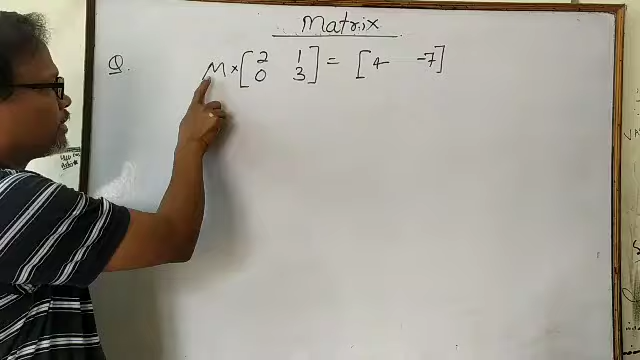 Matrix
Q. M × [2 1] = [4 -7]
[0 3]